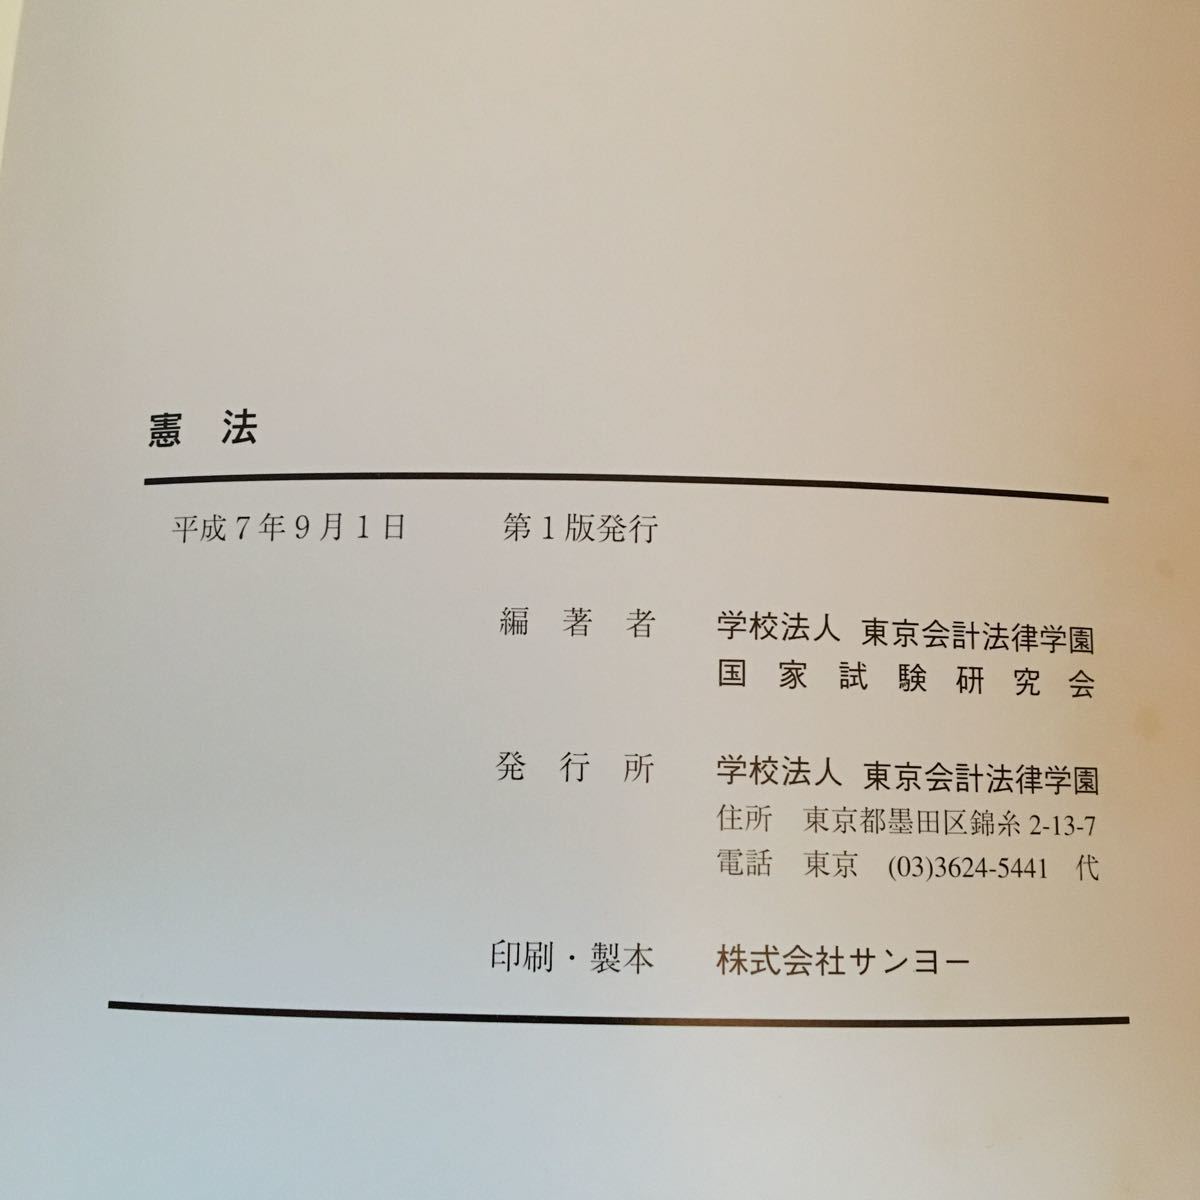 憲 法
平成7年9月1日 第1版発行
編 著 者 学校法人 東京会計法律学園
国 家 試 験 研 究 会
発 行 所 学校法人 東京会計法律学園
住所 東京都墨田区錦糸2-13-7
電話 東京 (03)3624-5441 代
印刷・製本 株式会社サンヨー